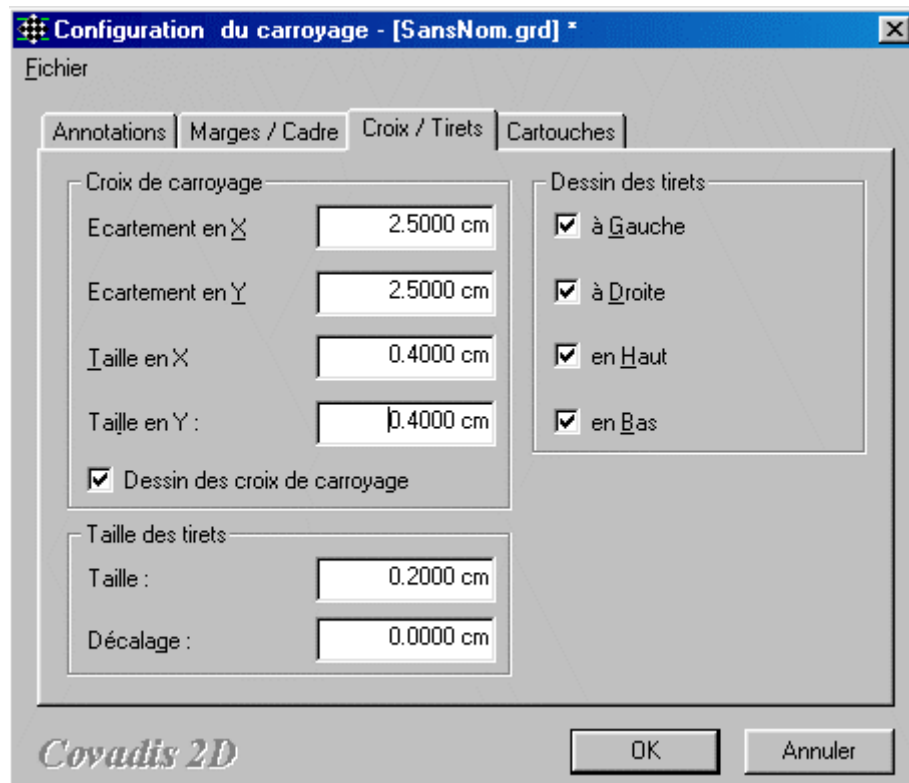 Configuration du carroyage - [SansNom.grd] *
Fichier
Annotations
Marges / Cadre
Croix / Tirets
Cartouches
Croix de carroyage
Ecartement en X
2.5000 cm
Ecartement en Y
2.5000 cm
Taille en X
0.4000 cm
Taille en Y :
0.4000 cm
Dessin des croix de carroyage
Taille des tirets
Taille :
0.2000 cm
Décalage :
0.0000 cm
Dessin des tirets
à Gauche
à Droite
en Haut
en Bas
Covadis 2D
OK
Annuler